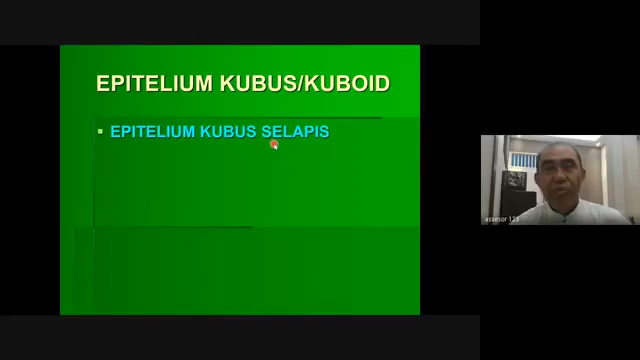 EPITELIUM KUBUS/KUBOID
EPITELIUM KUBUS SELAPIS
assesor 123